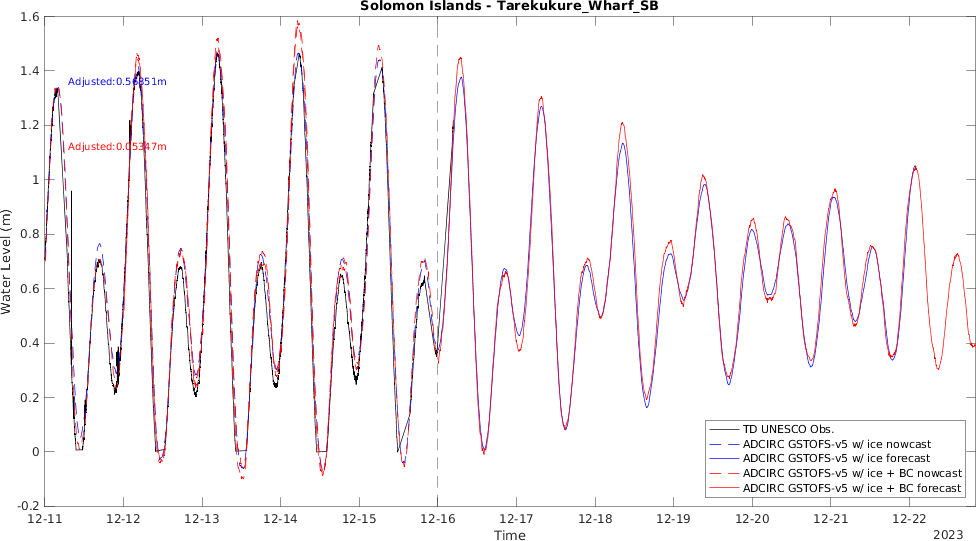 Solomon Islands - Tarekukure_Wharf_SB
1.6
1.4
1.2
1
0.8
0.6
0.4
0.2
0
-0.2
Water Level (m)
Adjusted:0.56351m
Adjusted:0.05347m
TD UNESCO Obs.
ADCIRC GSTOFS-v5 w/ ice nowcast
ADCIRC GSTOFS-v5 w/ ice forecast
ADCIRC GSTOFS-v5 w/ ice + BC nowcast
ADCIRC GSTOFS-v5 w/ ice + BC forecast
12-11 12-12 12-13 12-14 12-15 12-16 12-17 12-18 12-19 12-20 12-21 12-22
Time
2023